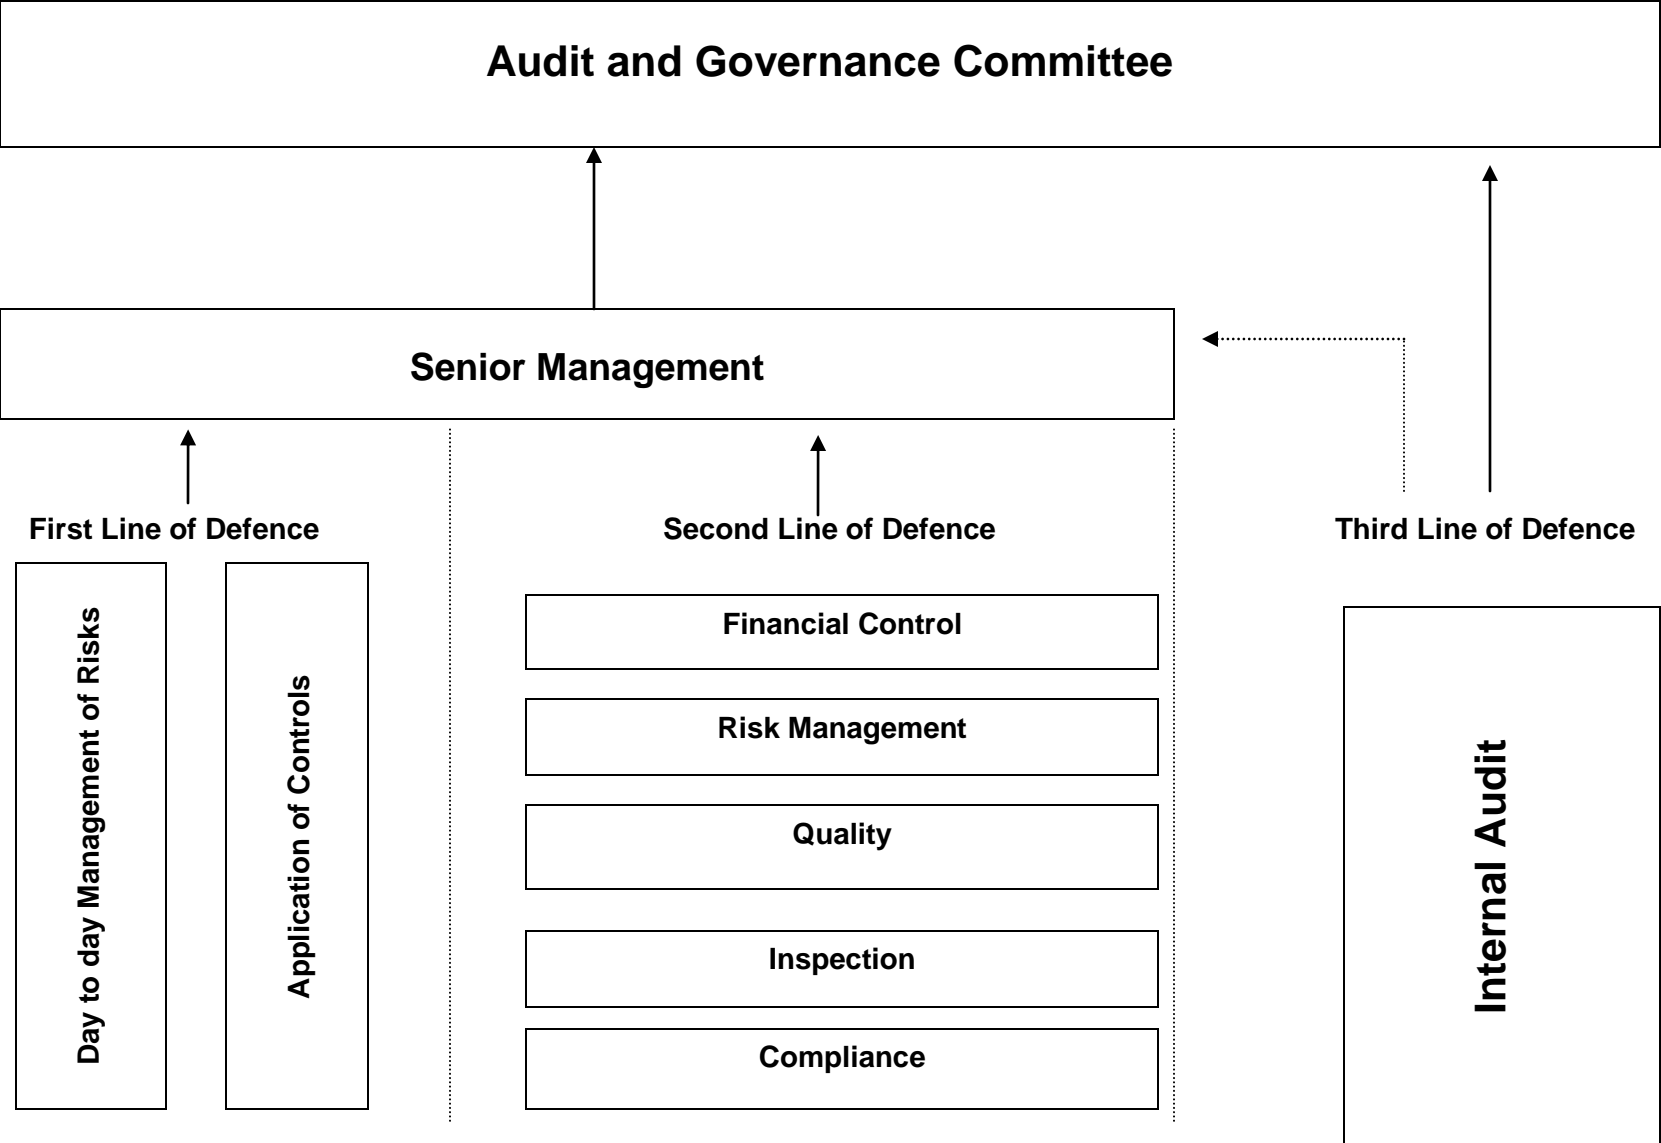 Audit and Governance Committee
Senior Management
First Line of Defence
Second Line of Defence
Third Line of Defence
Day to day Management of Risks
Application of Controls
Financial Control
Risk Management
Quality
Inspection
Compliance
Internal Audit